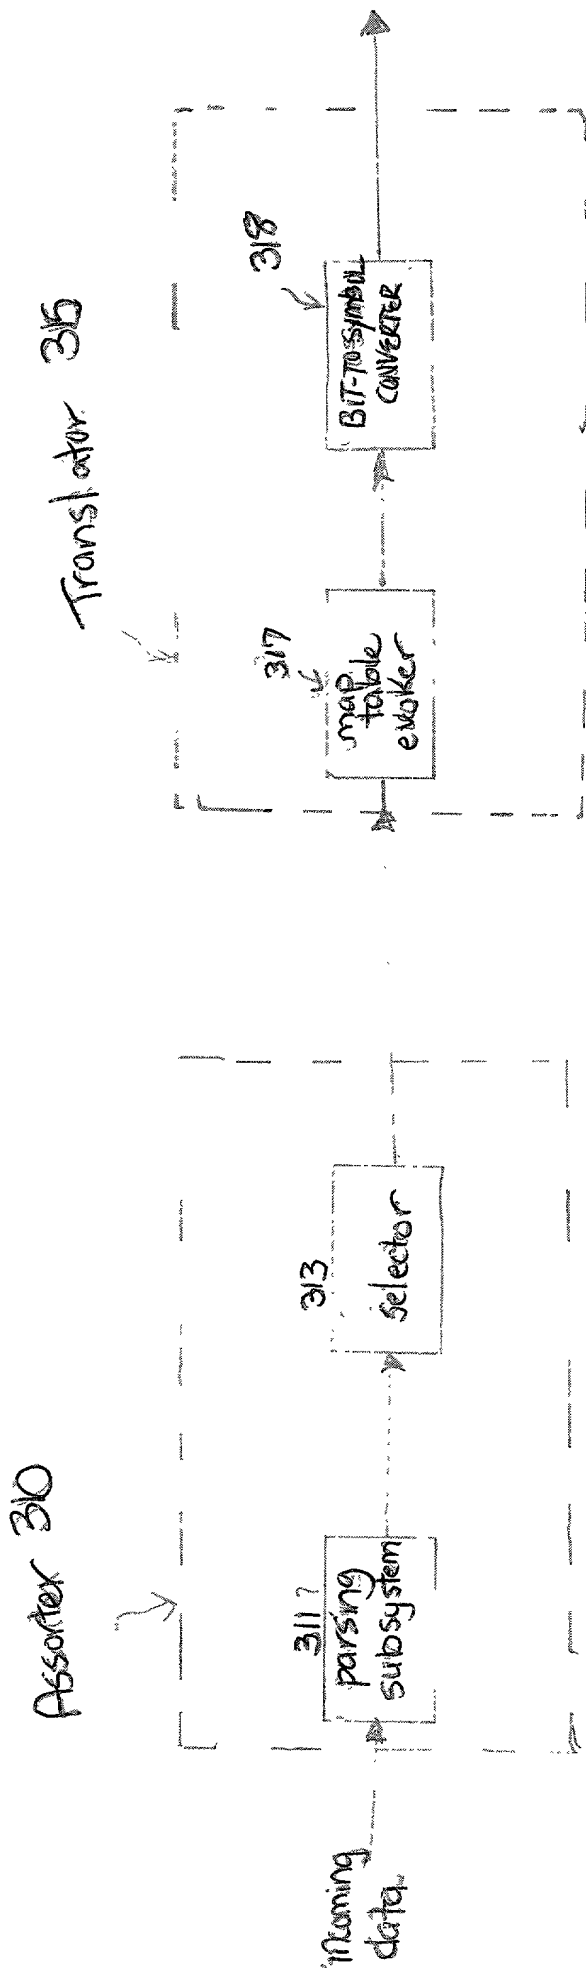 Assorter 310
Translator 315
incoming
data
311
parsing
subsystem
313
selector
317
map
table
evoker
318
BIT-TO-SYMBOL
CONVERTER